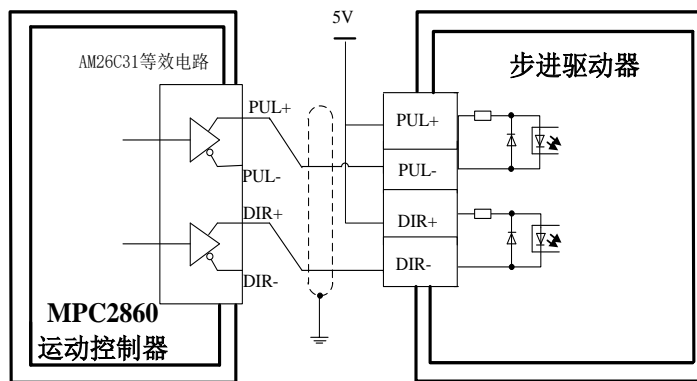 5V
AM26C31等效电路
步进驱动器
PUL+
PUL-
DIR+
DIR-
PUL+
PUL-
DIR+
DIR-
MPC2860
运动控制器